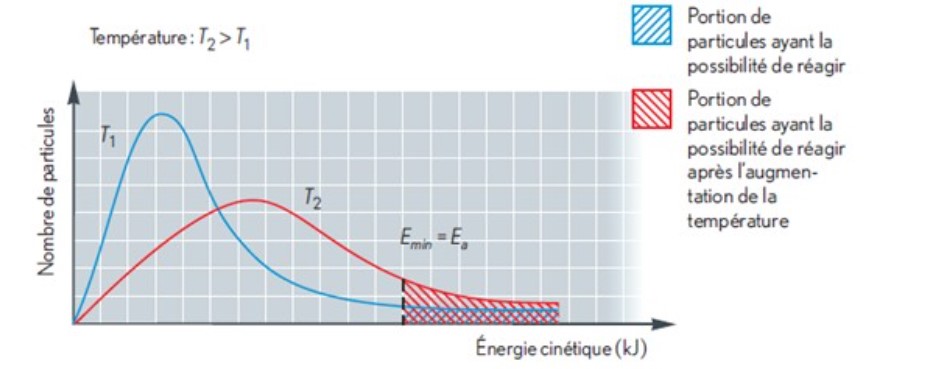 Température : T₂ > T₁
Portion de
particules ayant la
possibilité de réagir
Portion de
particules ayant la
possibilité de réagir
après l'augmen-
tation de la
température
Nombre de particules
T₁
T₂
Eₘᵢₙ = Eₐ
Énergie cinétique (kJ)